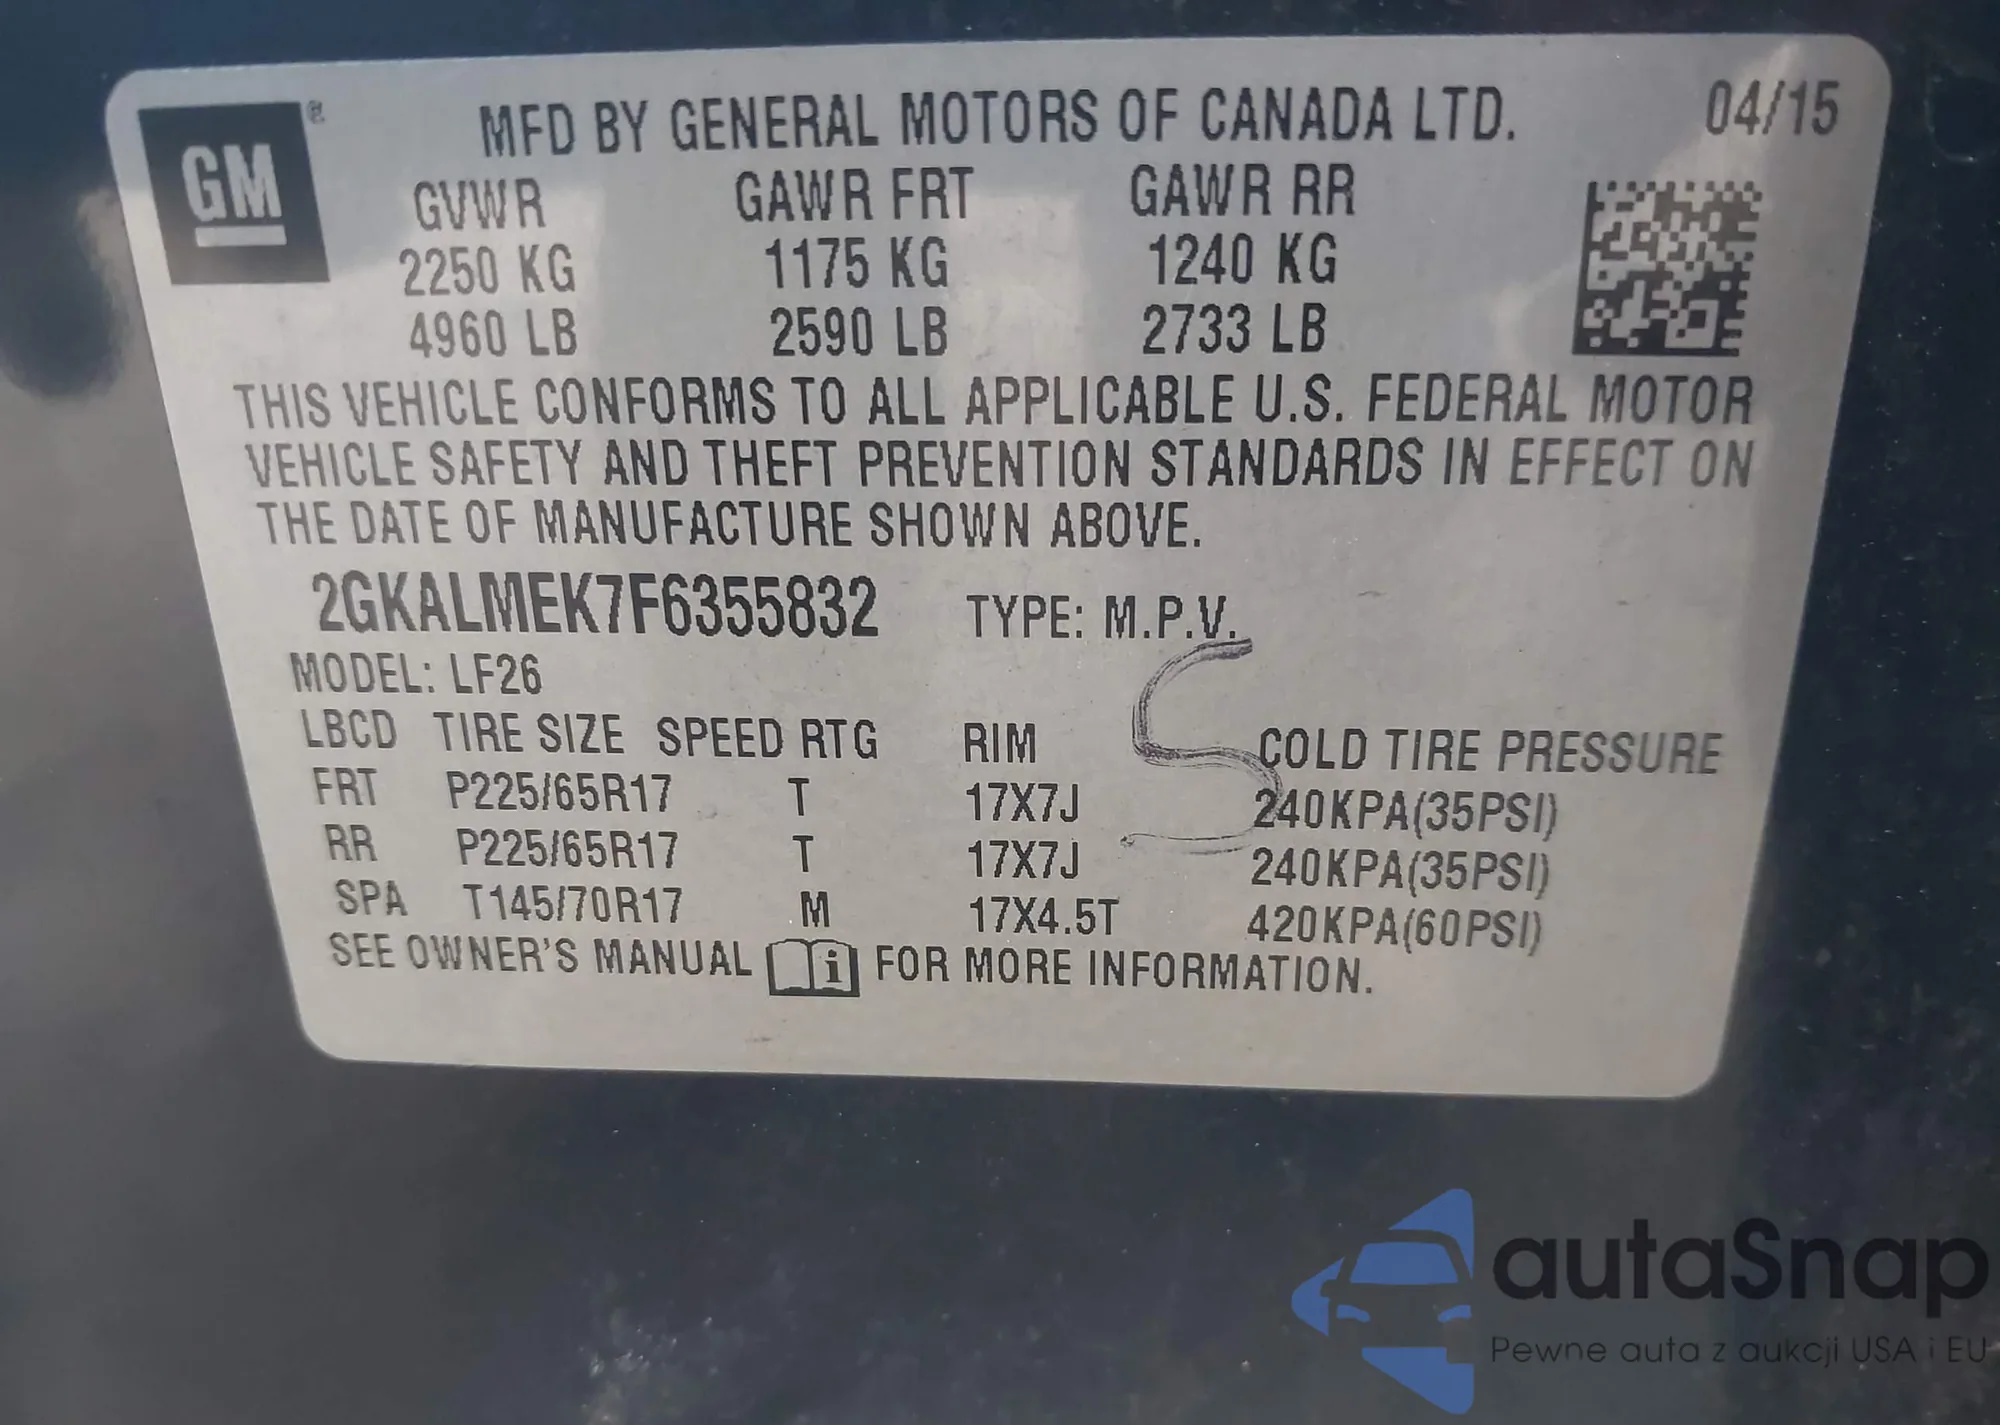 GM ®
MFD BY GENERAL MOTORS OF CANADA LTD. 04/15
GVWR GAWR FRT GAWR RR
2250 KG 1175 KG 1240 KG
4960 LB 2590 LB 2733 LB
THIS VEHICLE CONFORMS TO ALL APPLICABLE U.S. FEDERAL MOTOR
VEHICLE SAFETY AND THEFT PREVENTION STANDARDS IN EFFECT ON
THE DATE OF MANUFACTURE SHOWN ABOVE.
2GKALMEK7F6355832 TYPE: M.P.V.
MODEL: LF26
S
LBCD TIRE SIZE SPEED RTG RIM COLD TIRE PRESSURE
FRT P225/65R17 T 17X7J 240KPA(35PSI)
RR P225/65R17 T 17X7J 240KPA(35PSI)
SPA T145/70R17 M 17X4.5T 420KPA(60PSI)
SEE OWNER'S MANUAL i FOR MORE INFORMATION.
autaSnap
Pewne auta z aukcji USA i EU